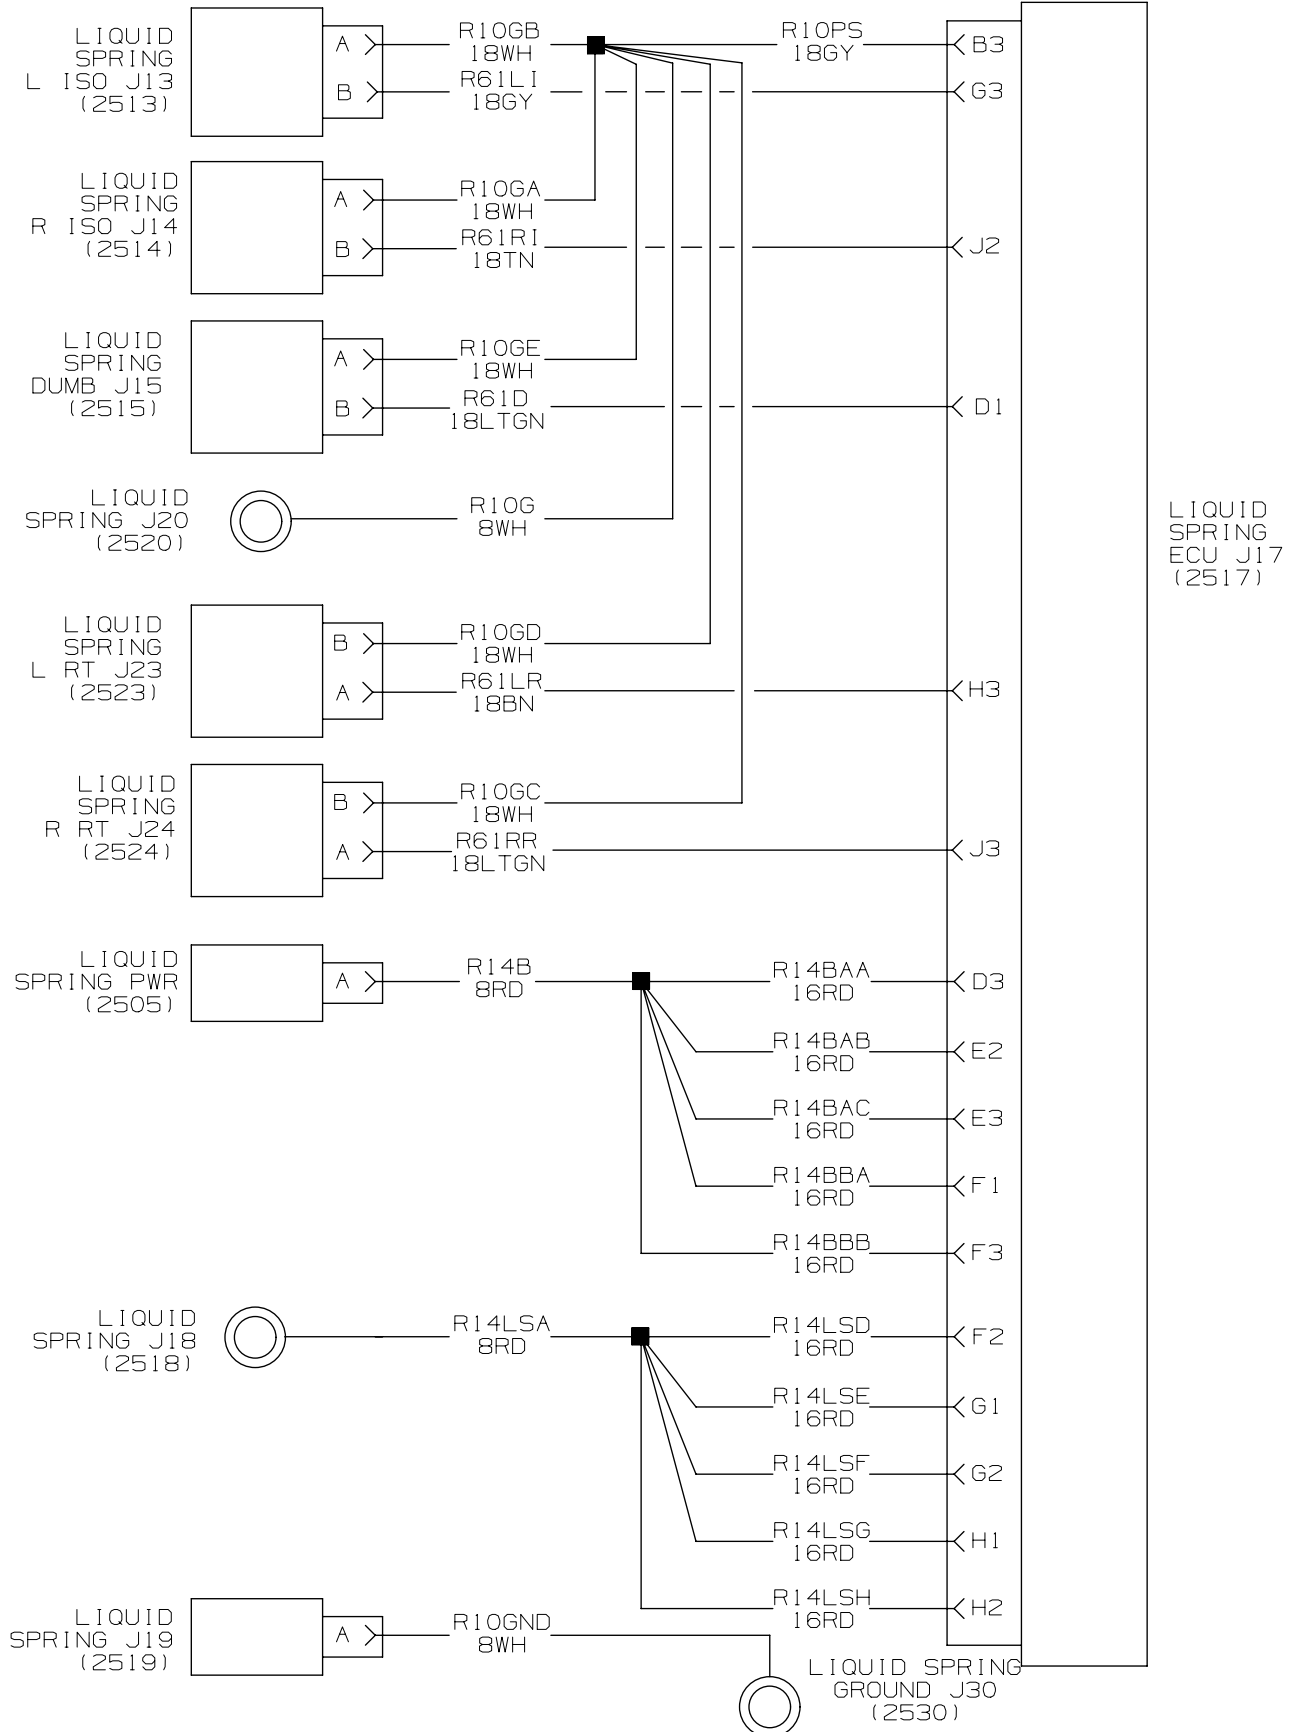 LIQUID
SPRING
L ISO J13
(2513)
A
R10GB
18WH
R10PS
18GY
B3
B
R61LI
18GY
G3
LIQUID
SPRING
R ISO J14
(2514)
A
R10GA
18WH
B
R61RI
18TN
J2
LIQUID
SPRING
DUMB J15
(2515)
A
R10GE
18WH
B
R61D
18LTGN
D1
LIQUID
SPRING J20
(2520)
R10G
8WH
LIQUID
SPRING
ECU J17
(2517)
LIQUID
SPRING
L RT J23
(2523)
B
R10GD
18WH
A
R61LR
18BN
H3
LIQUID
SPRING
R RT J24
(2524)
B
R10GC
18WH
A
R61RR
18LTGN
J3
LIQUID
SPRING PWR
(2505)
A
R14B
8RD
R14BAA
16RD
D3
R14BAB
16RD
E2
R14BAC
16RD
E3
R14BBA
16RD
F1
R14BBB
16RD
F3
LIQUID
SPRING J18
(2518)
R14LSA
8RD
R14LSD
16RD
F2
R14LSE
16RD
G1
R14LSF
16RD
G2
R14LSG
16RD
H1
R14LSH
16RD
H2
LIQUID
SPRING J19
(2519)
A
R10GND
8WH
LIQUID SPRING
GROUND J30
(2530)